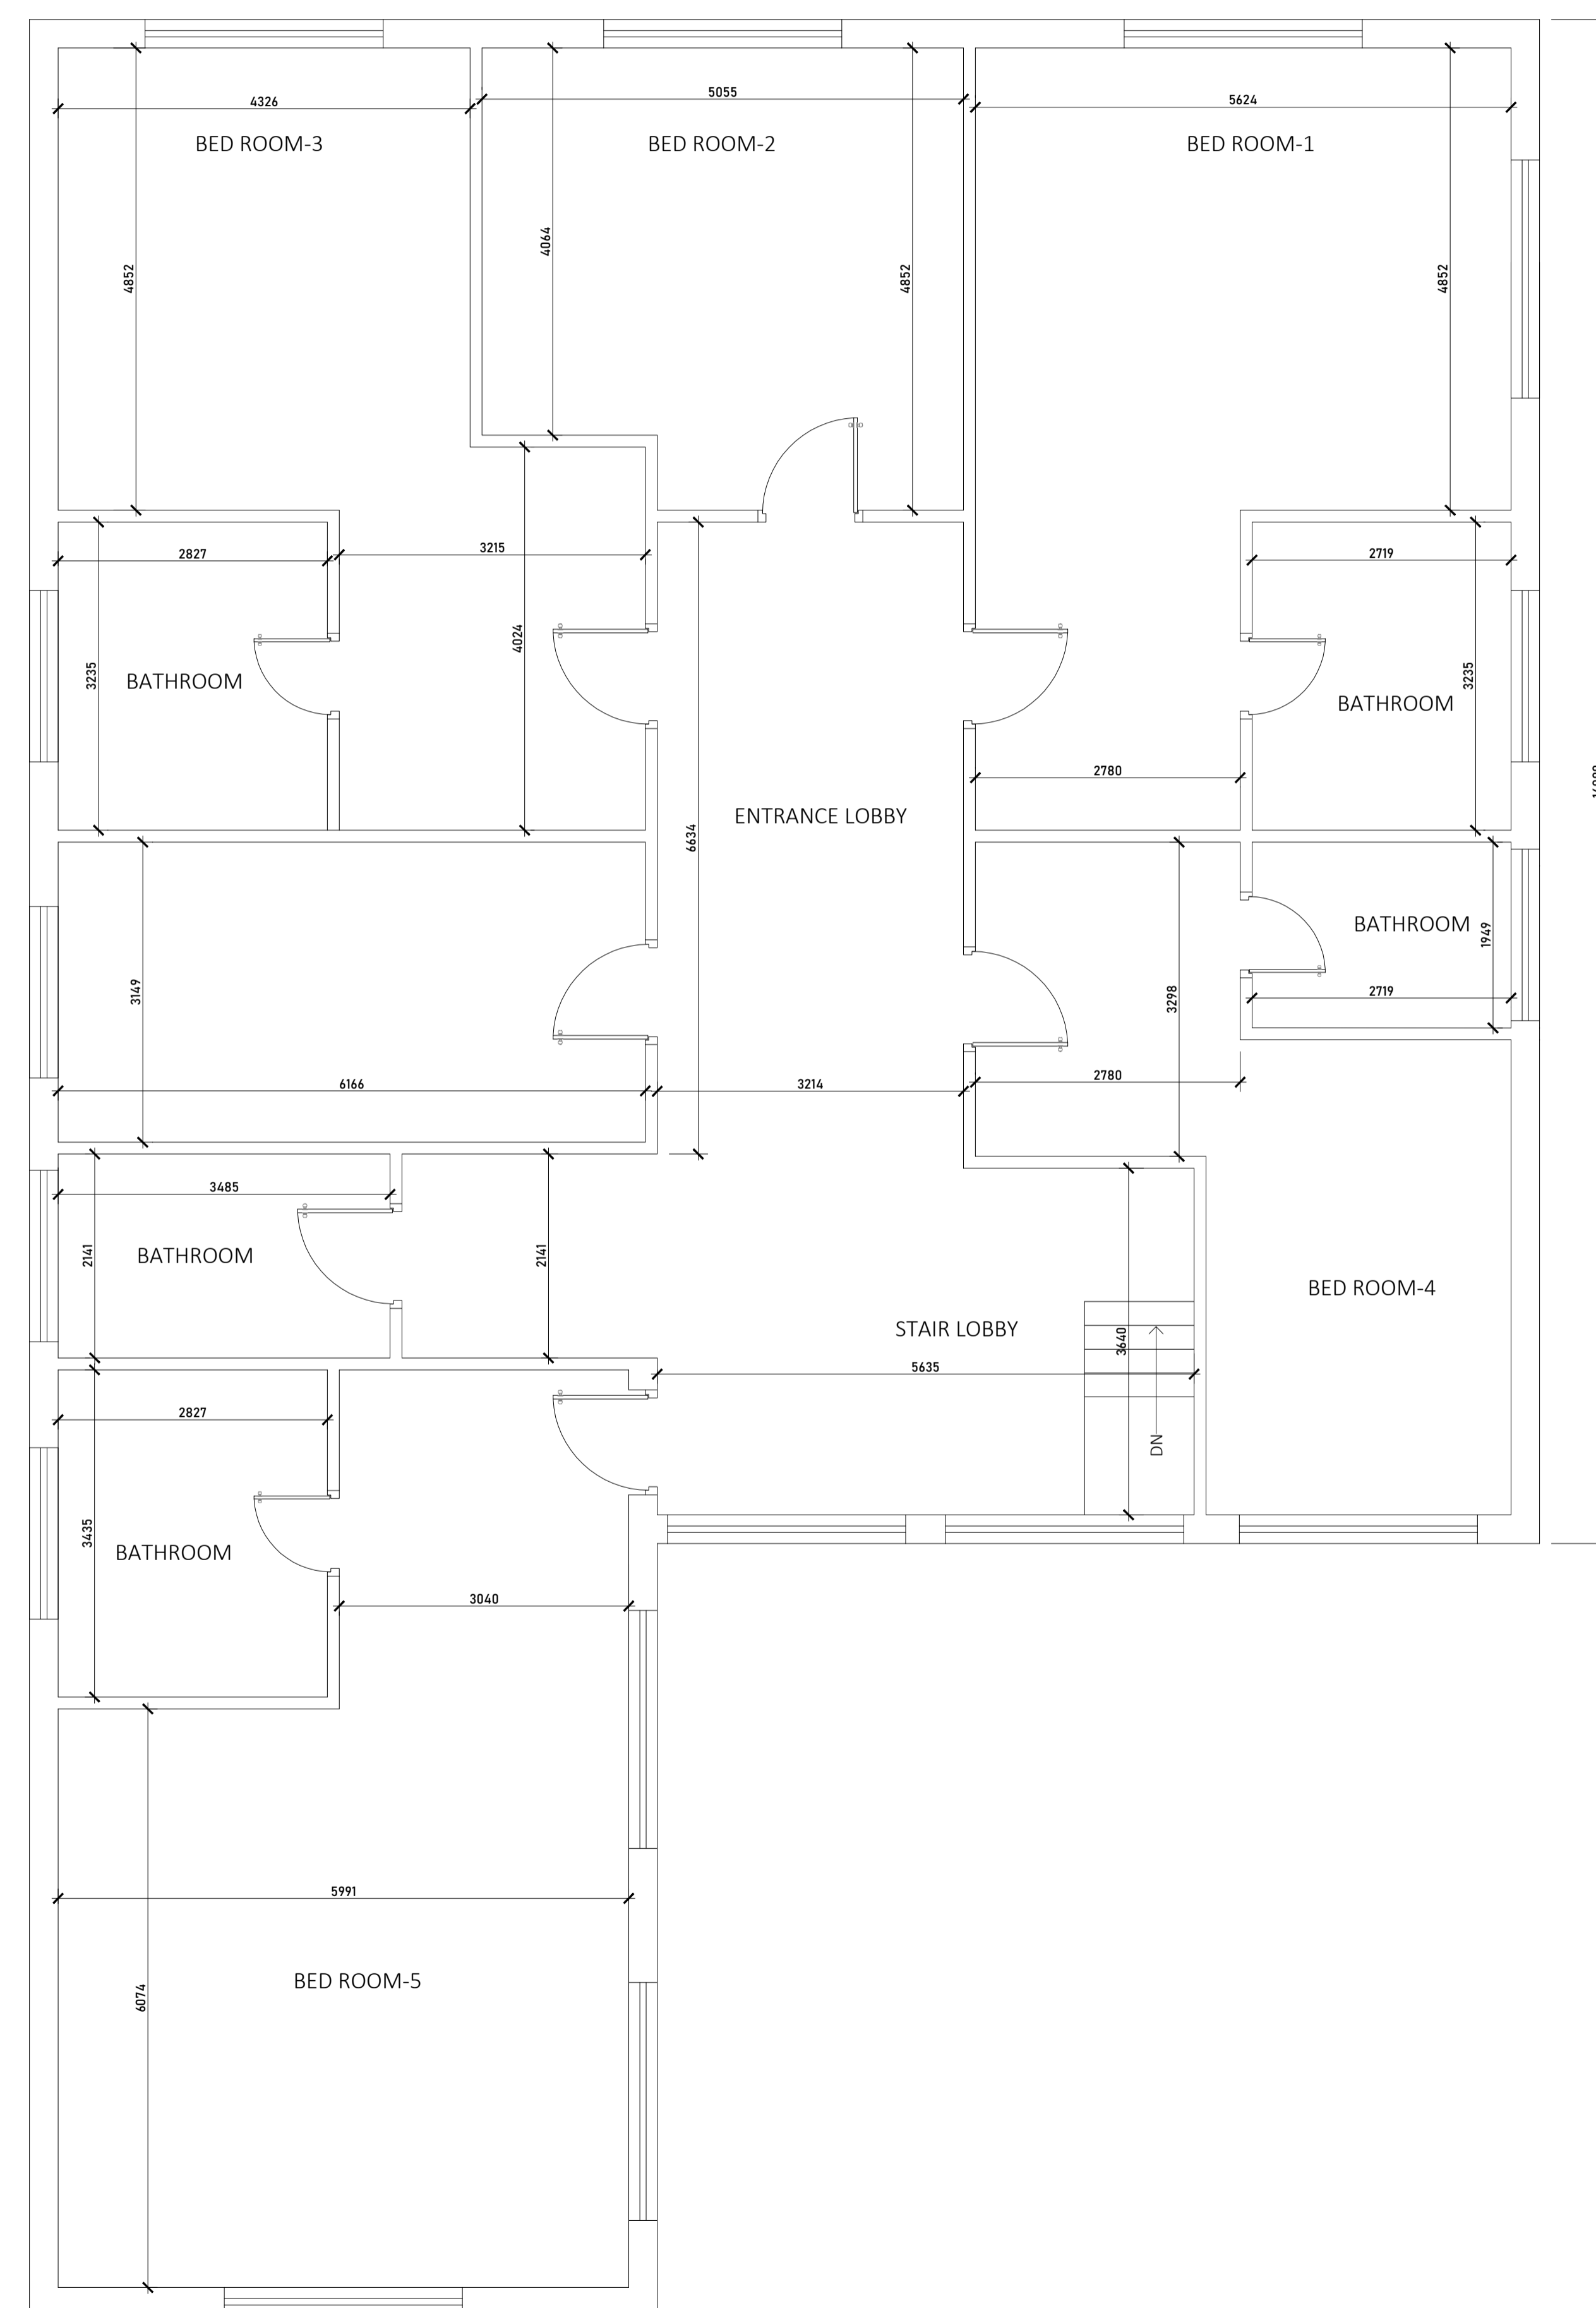 5055
4326
5624
BED ROOM-3
BED ROOM-2
BED ROOM-1
4064
4852
4852
4852
3215
2827
2719
4024
3235
3235
BATHROOM
BATHROOM
2780
ENTRANCE LOBBY
6634
BATHROOM
1949
3149
2719
3298
2780
6166
3214
3485
2141
2141
BATHROOM
BED ROOM-4
STAIR LOBBY
3640
5635
2827
DN
3435
BATHROOM
3040
5991
BED ROOM-5
6074